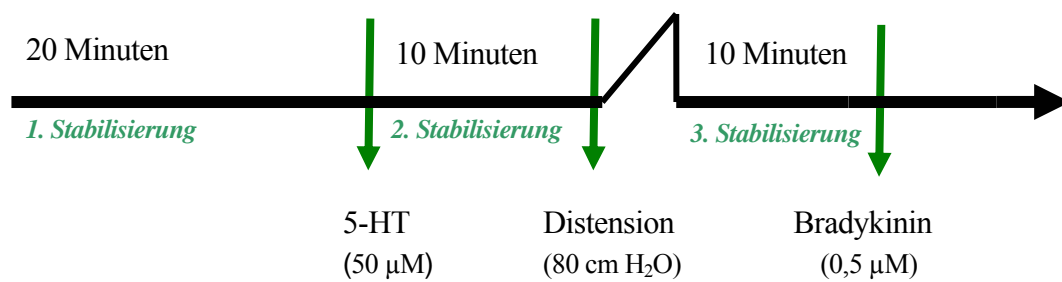 20 Minuten 10 Minuten 10 Minuten
1. Stabilisierung 2. Stabilisierung 3. Stabilisierung
5-HT Distension Bradykinin
(50 µM) (80 cm H₂O) (0,5 µM)